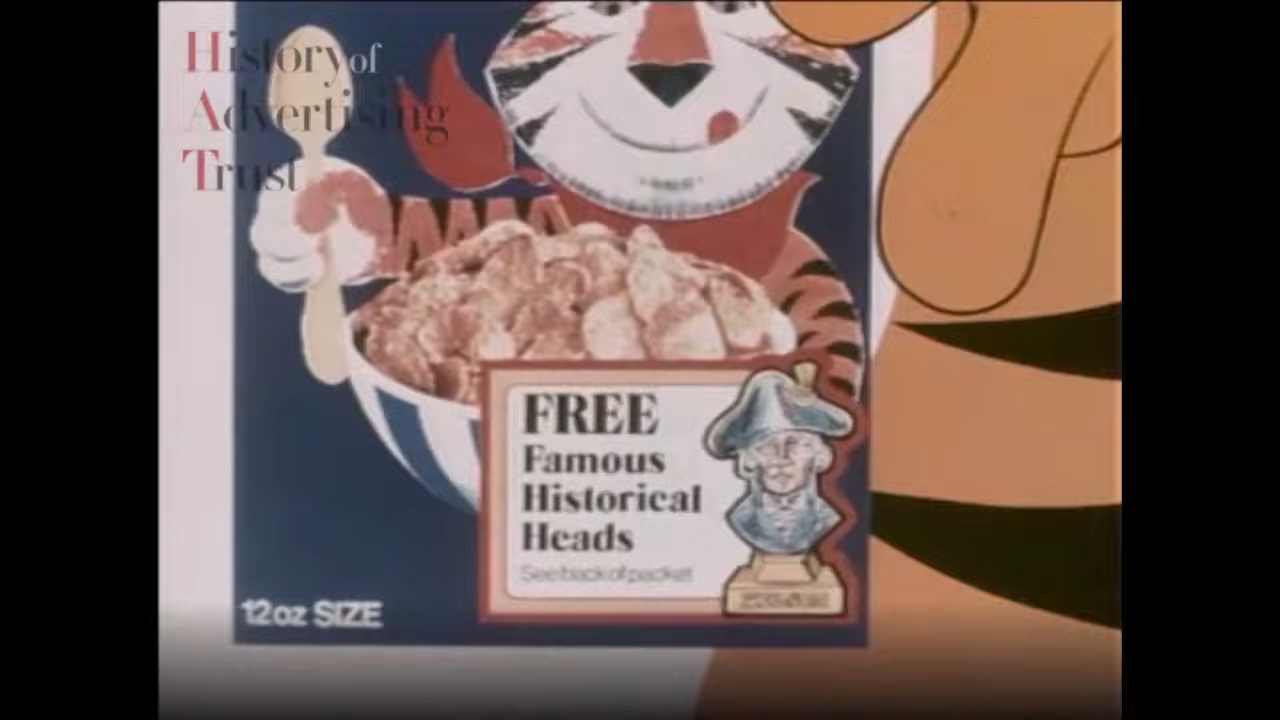 History of
Advertising
Trust
FREE
Famous
Historical
Heads
See back of packet
12oz SIZE